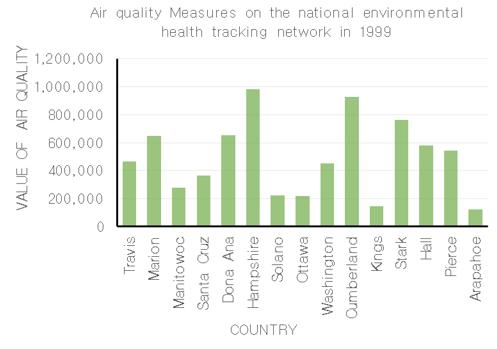 Air quality Measures on the national environmental
health tracking network in 1999
VALUE OF AIR QUALITY
1,200,000
1,000,000
800,000
600,000
400,000
200,000
0
Travis
Marion
Manitowoc
Santa Cruz
Dona Ana
Hampshire
Solano
Ottawa
Washington
Cumberland
Kings
Stark
Hall
Pierce
Arapahoe
COUNTRY